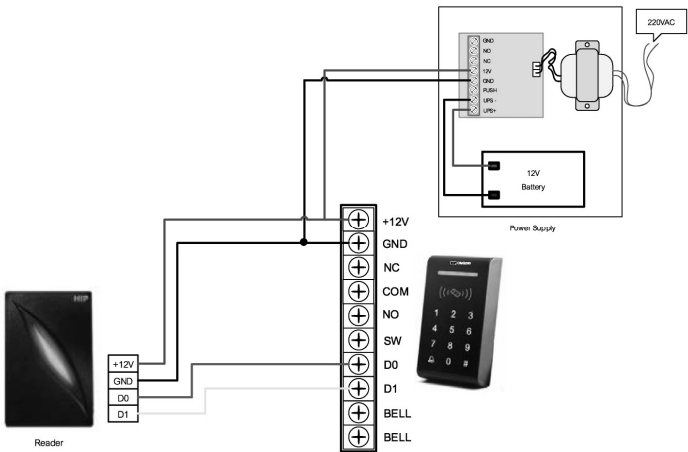 220VAC
GND
NO
NC
12V
GND
PUSH
UPS -
UPS+
12V
Battery
Power Supply
+12V
GND
NC
COM
NO
SW
D0
D1
BELL
BELL
HIP
+12V
GND
D0
D1
Reader
1 2 3
4 5 6
7 8 9
0 #